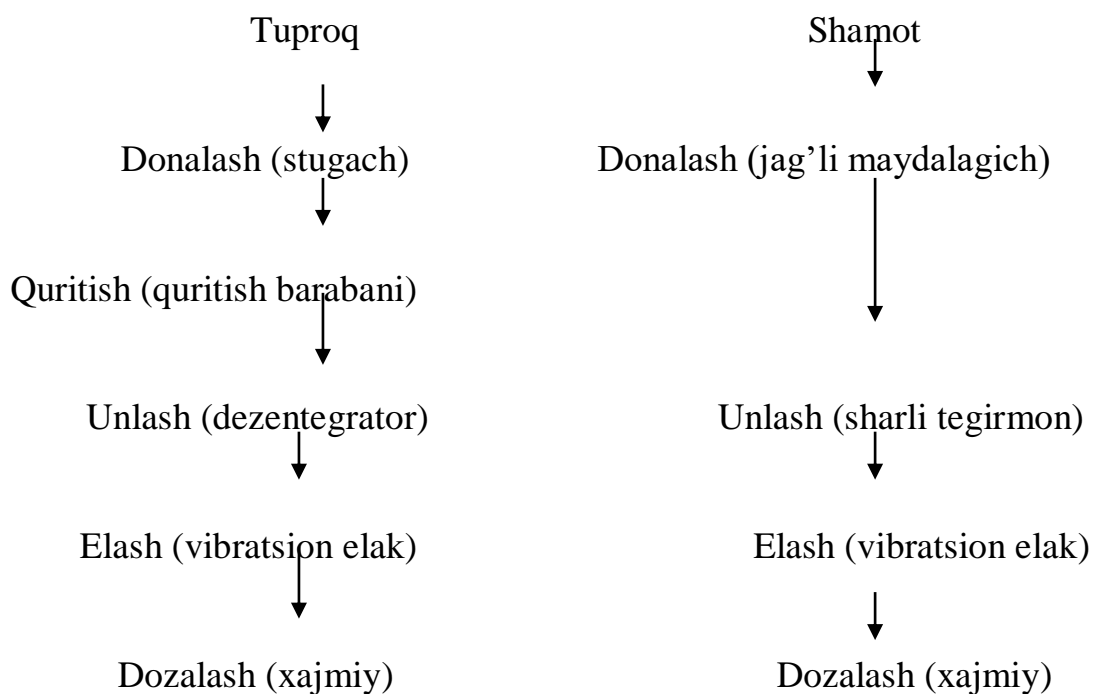 Tuproq Shamot
Donalash (stugach) Donalash (jag’li maydalagich)
Quritish (quritish barabani)
Unlash (dezentegrator) Unlash (sharli tegirmon)
Elash (vibratsion elak) Elash (vibratsion elak)
Dozalash (xajmiy) Dozalash (xajmiy)